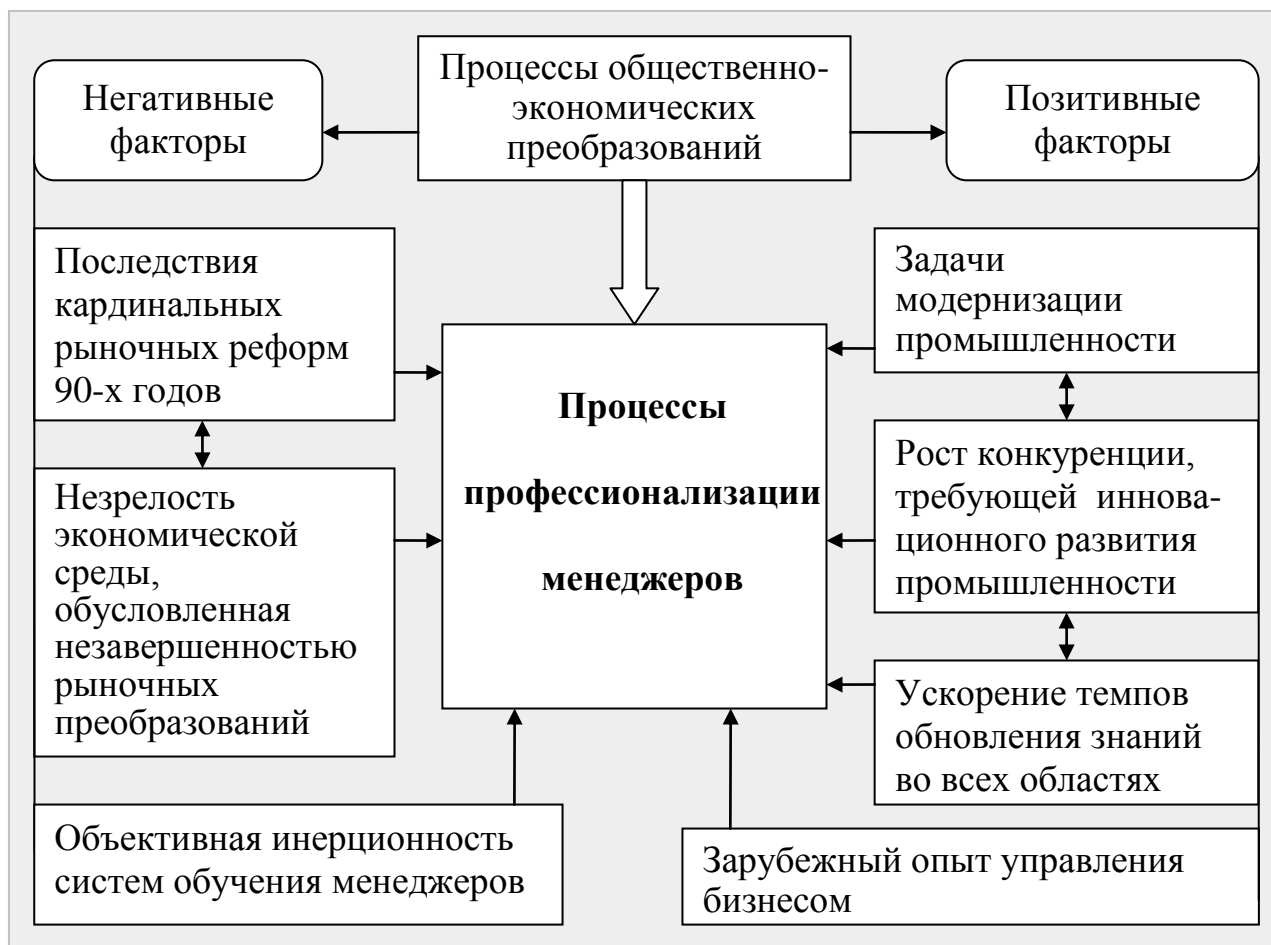 Процессы общественно-
экономических
преобразований
Негативные
факторы
Позитивные
факторы
Последствия
кардинальных
рыночных реформ
90-х годов
Незрелость
экономической
среды,
обусловленная
незавершенностью
рыночных
преобразований
Объективная инерционность
систем обучения менеджеров
Процессы
профессионализации
менеджеров
Задачи
модернизации
промышленности
Рост конкуренции,
требующей иннова-
ционного развития
промышленности
Ускорение темпов
обновления знаний
во всех областях
Зарубежный опыт управления
бизнесом